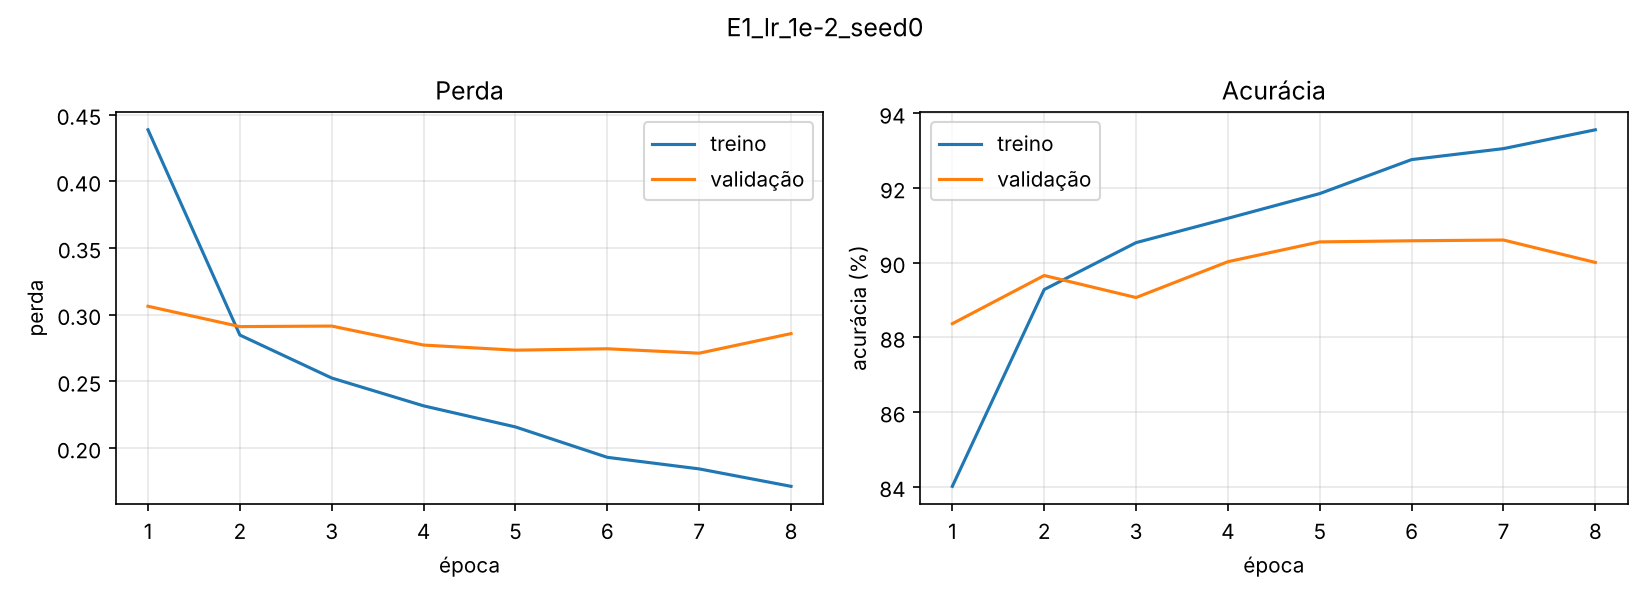 E1_lr_1e-2_seed0
Perda
0.45
0.40
0.35
0.30
0.25
0.20
perda
1 2 3 4 5 6 7 8
época
treino
validação
Acurácia
94
92
90
88
86
84
acurácia (%)
1 2 3 4 5 6 7 8
época
treino
validação